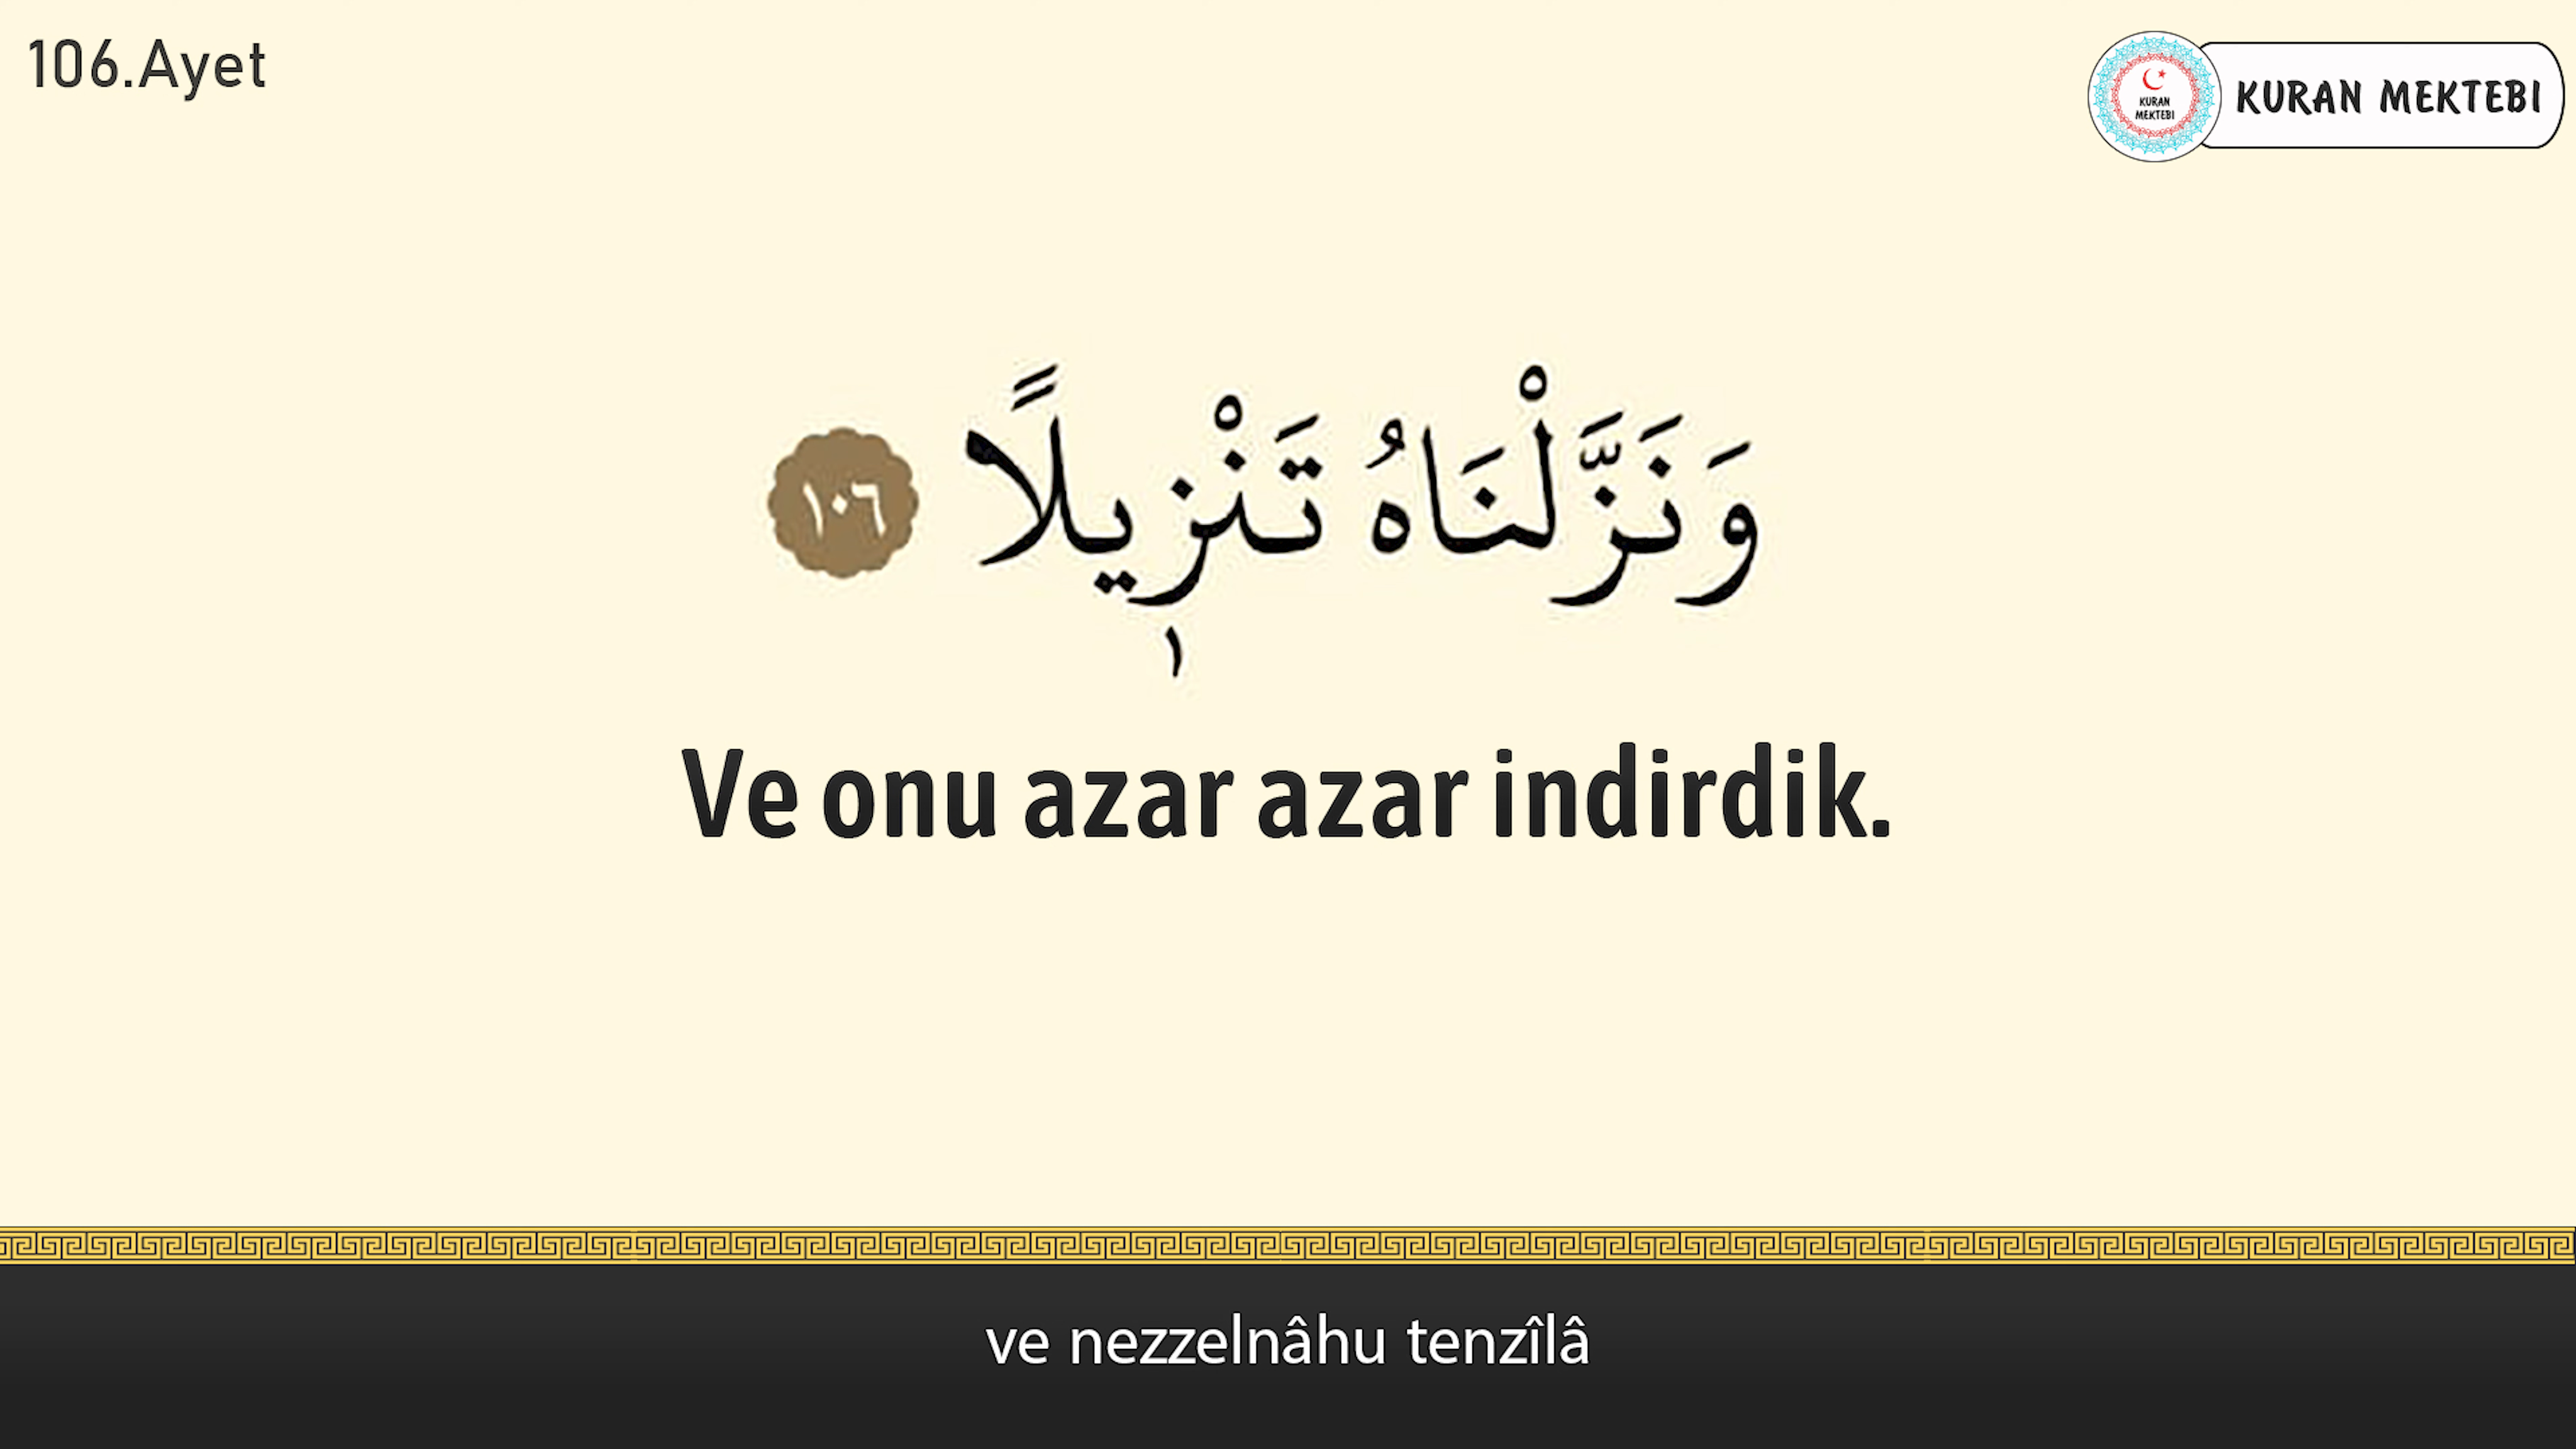 106.Ayet
KURAN MEKTEBI
KURAN MEKTEBI
وَنَزَّلْنَاهُ تَنْز۪يلًا ١٠٦
Ve onu azar azar indirdik.
ve nezzelnâhu tenzîlâ